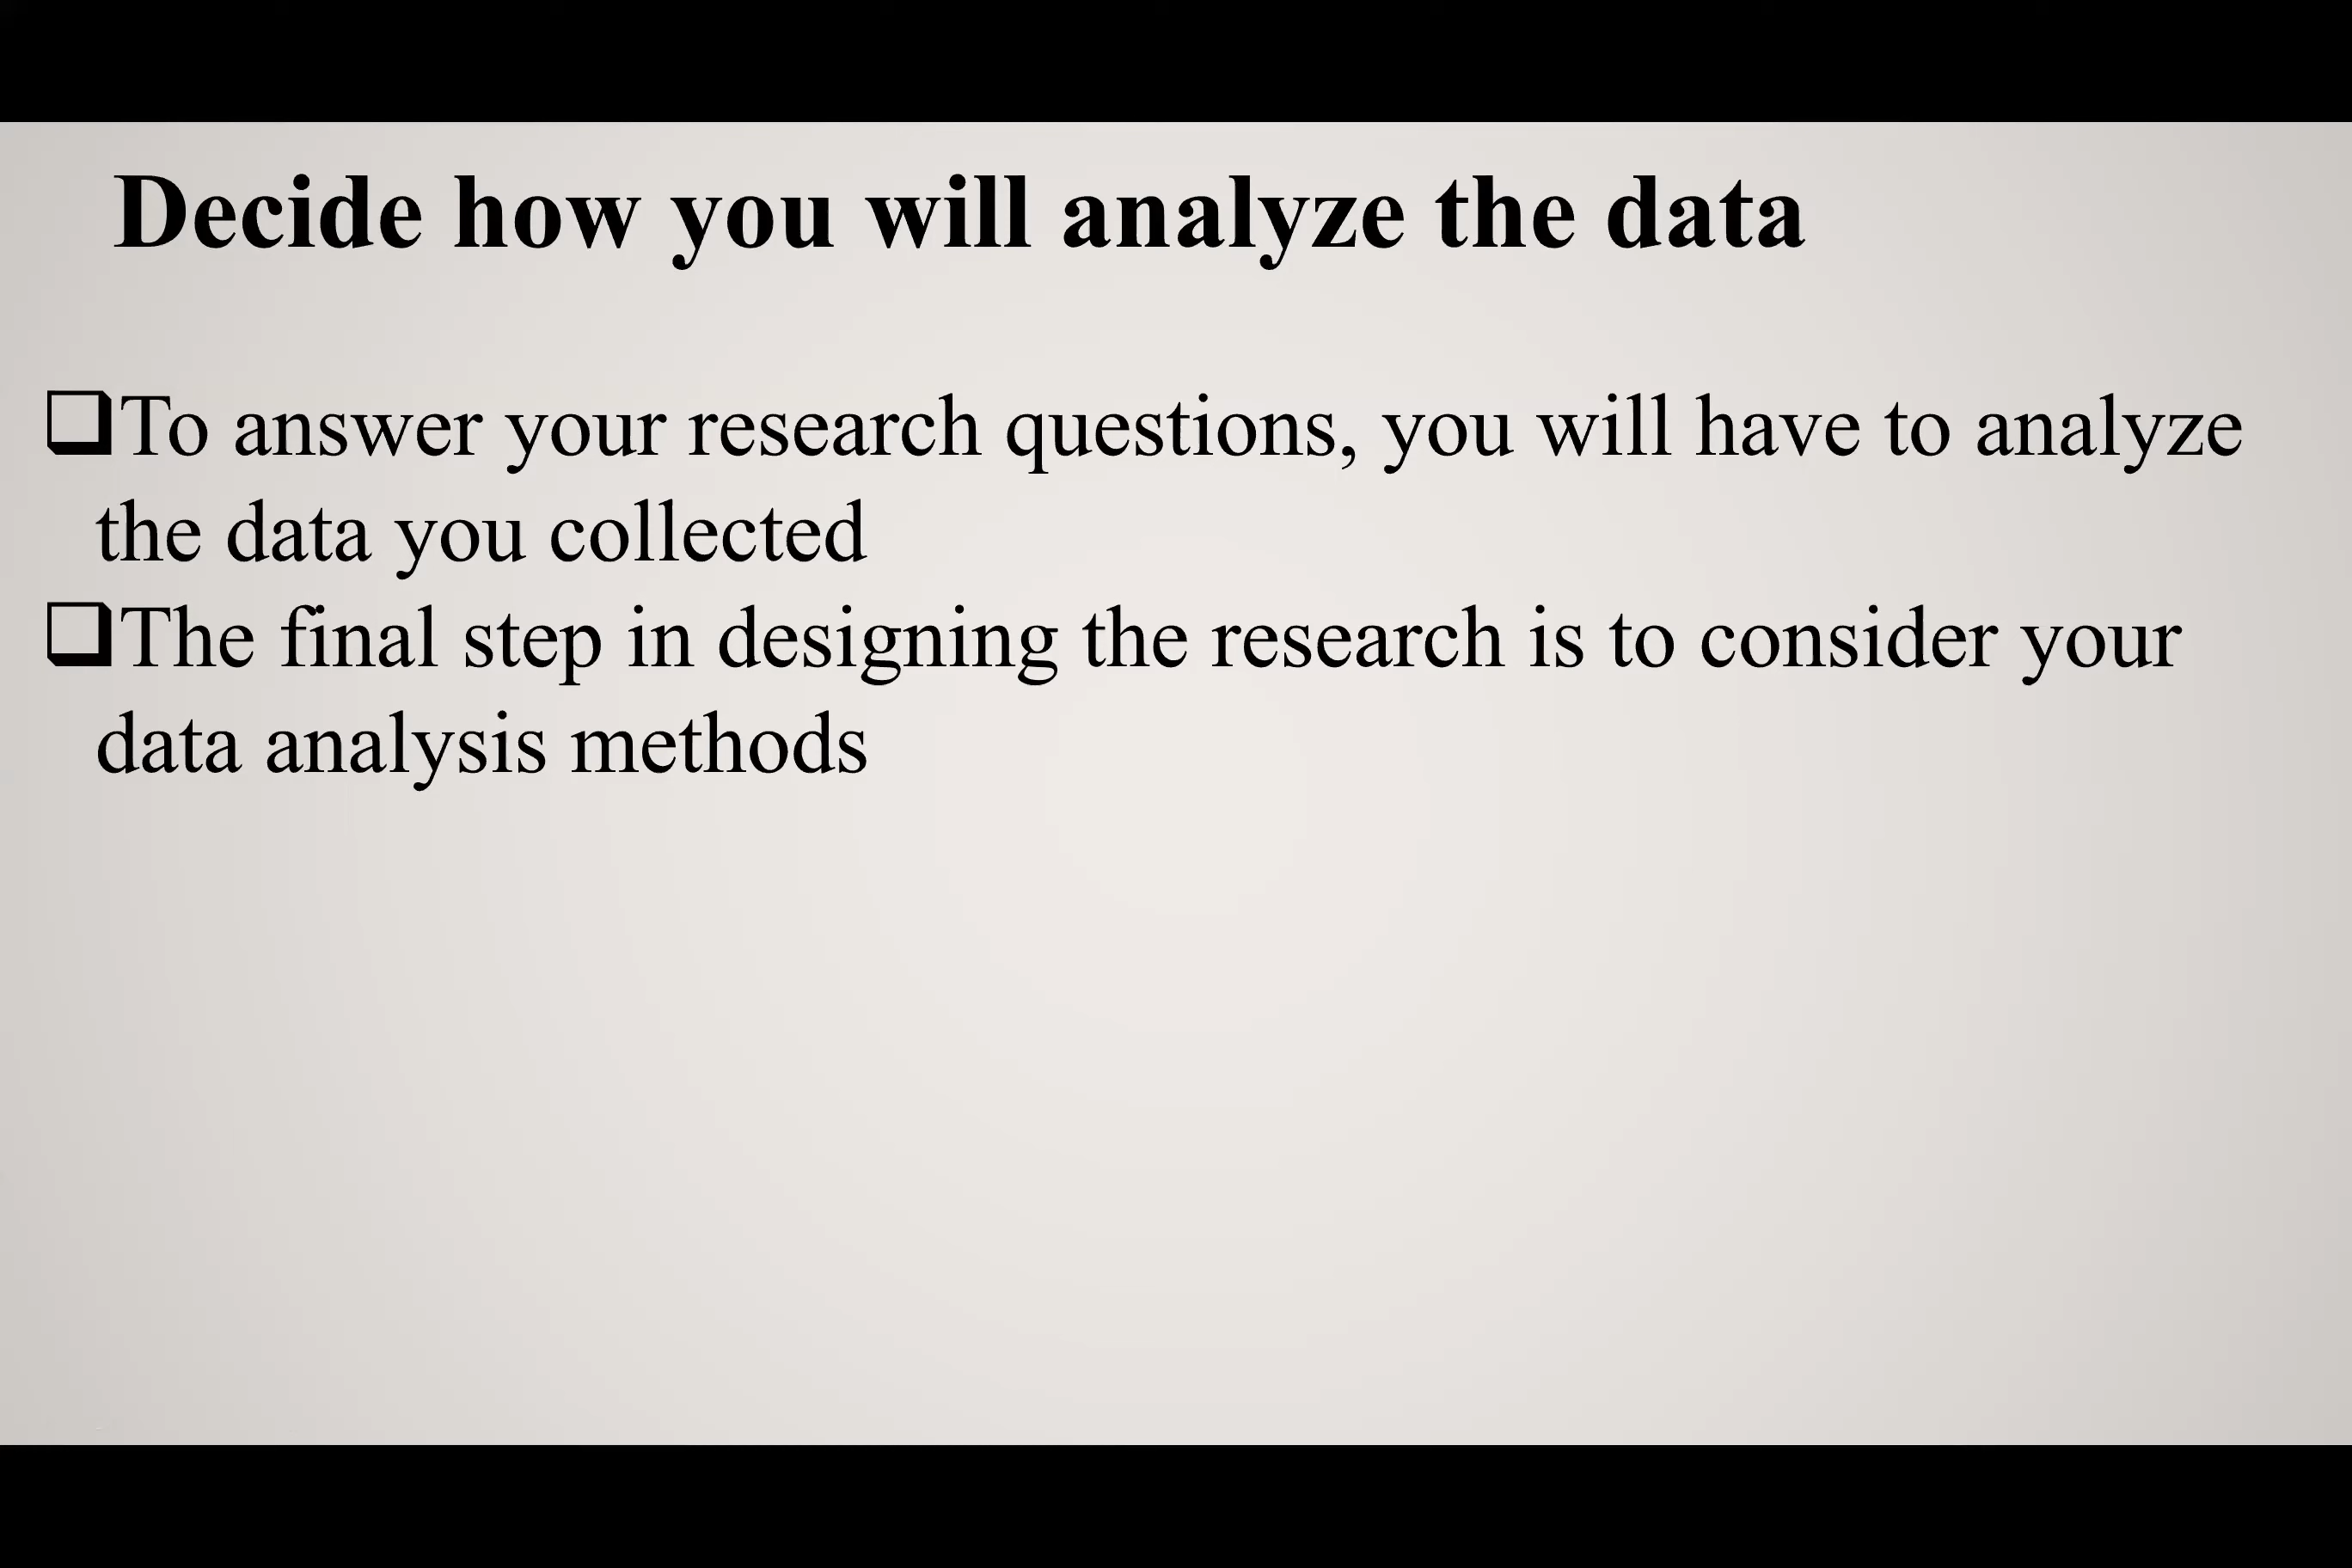 Decide how you will analyze the data
❑To answer your research questions, you will have to analyze
the data you collected
❑The final step in designing the research is to consider your
data analysis methods